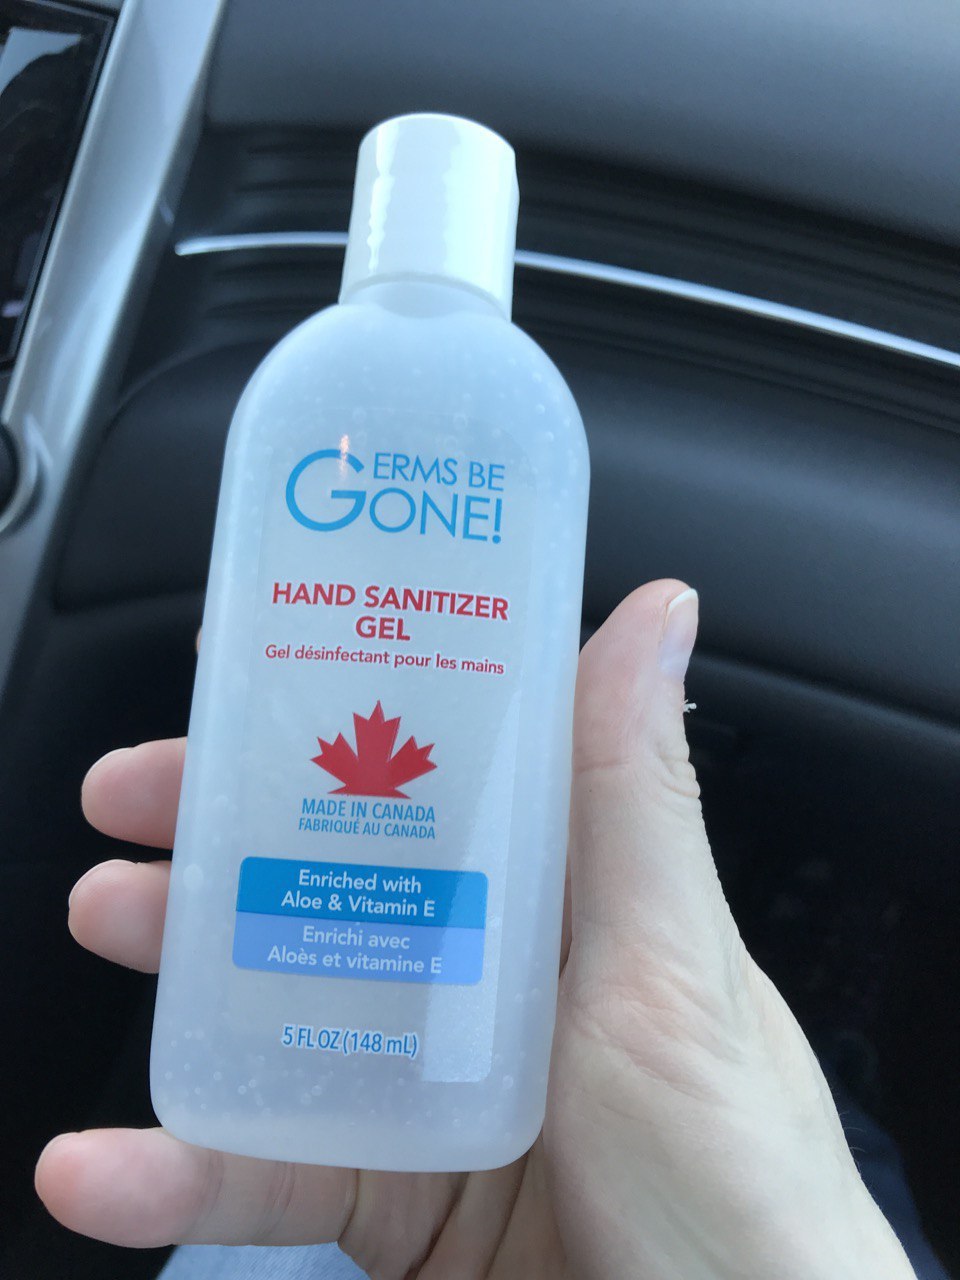 GERMS BE
GONE!
HAND SANITIZER
GEL
Gel désinfectant pour les mains
MADE IN CANADA
FABRIQUÉ AU CANADA
Enriched with
Aloe & Vitamin E
Enrichi avec
Aloès et vitamine E
5 FL OZ (148 mL)